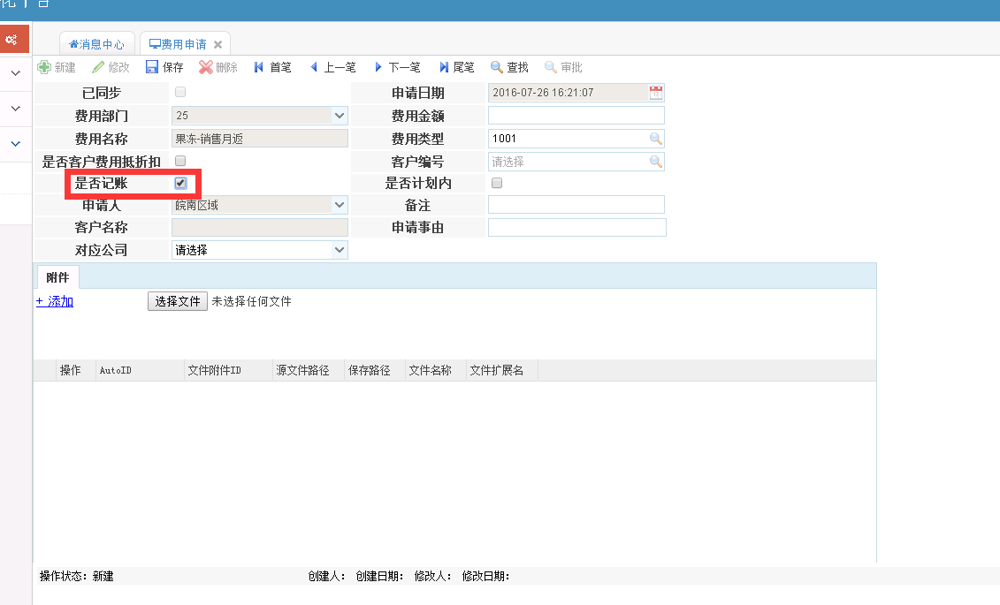 消息中心 费用申请
新建 修改 保存 删除 首笔 上一笔 下一笔 尾笔 查找 审批
已同步 申请日期 2016-07-26 16:21:07
费用部门 25 费用金额
费用名称 果冻-销售月返 费用类型 1001
是否客户费用抵折扣 客户编号 请选择
是否记账 是否计划内
申请人 皖南区域 备注
客户名称 申请事由
对应公司 请选择
附件
+ 添加 选择文件 未选择任何文件
操作 AutoID 文件附件ID 源文件路径 保存路径 文件名称 文件扩展名
操作状态: 新建 创建人: 创建日期: 修改人: 修改日期: